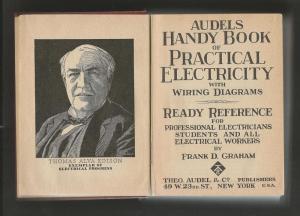 THOMAS ALVA EDISON
EXEMPLAR OF
ELECTRICAL PROGRESS
AUDELS
HANDY BOOK
OF
PRACTICAL
ELECTRICITY
WITH
WIRING DIAGRAMS
READY REFERENCE
FOR
PROFESSIONAL ELECTRICIANS
STUDENTS AND ALL
ELECTRICAL WORKERS
BY
FRANK D. GRAHAM
THEO. AUDEL & CO. PUBLISHERS
49 W. 23RD ST., NEW YORK U.S.A.